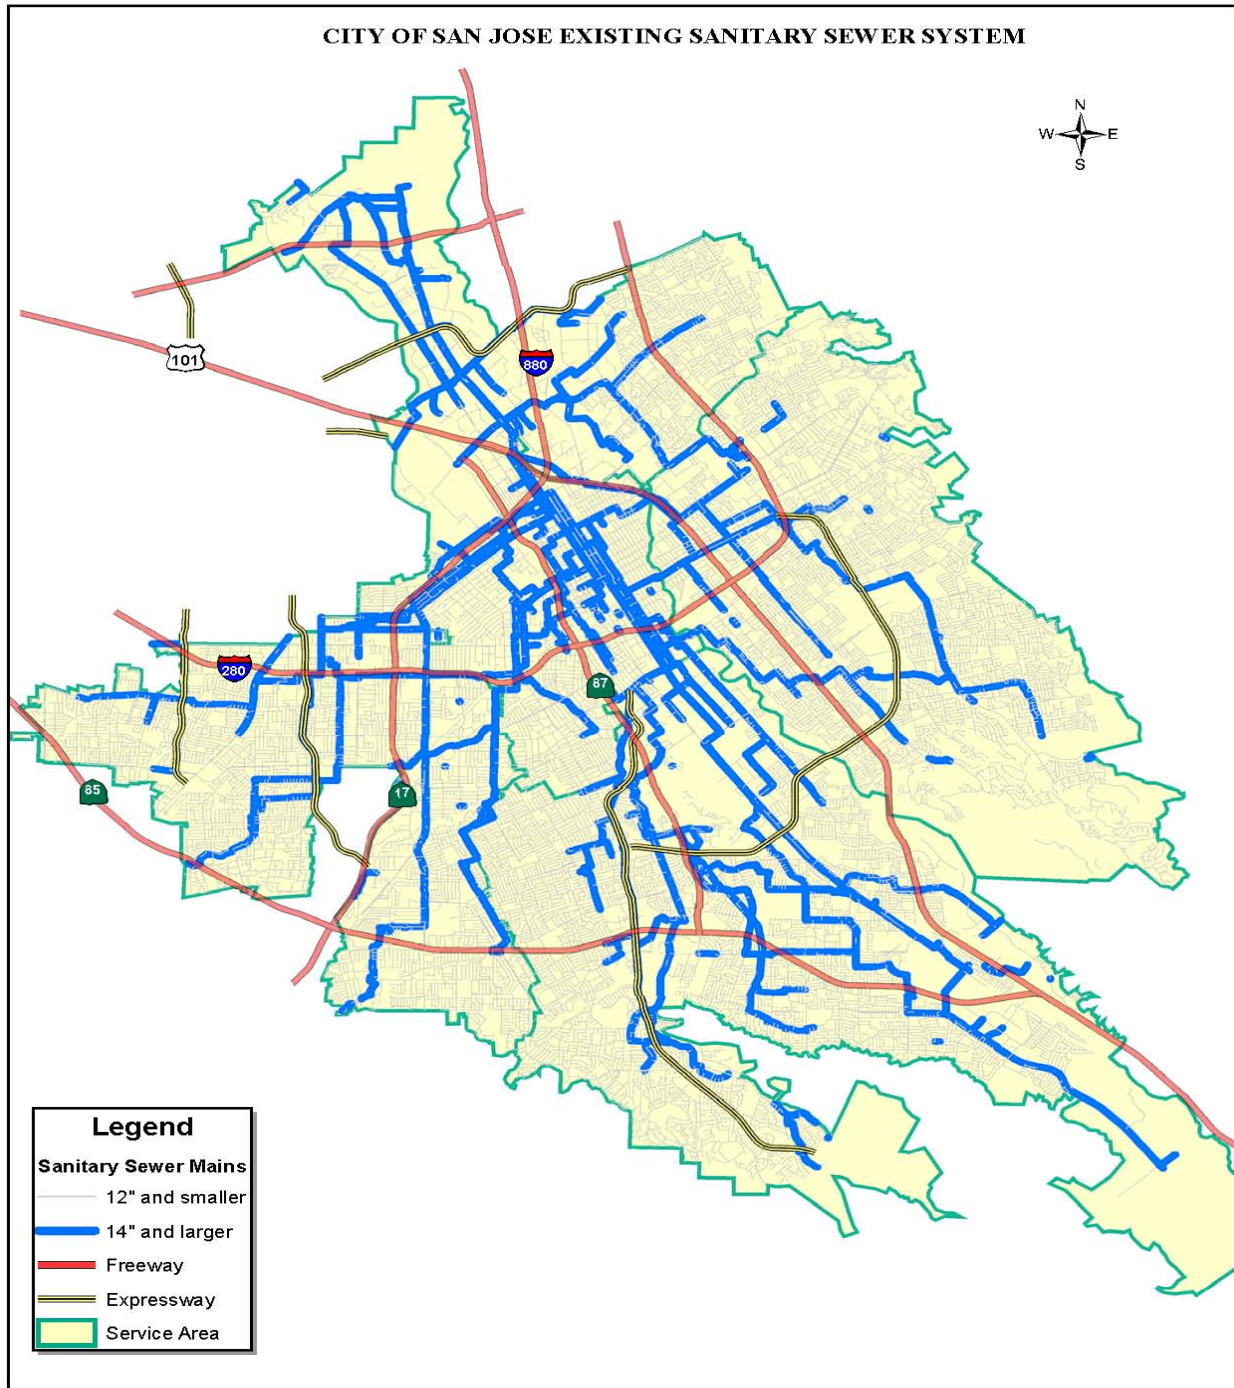 CITY OF SAN JOSE EXISTING SANITARY SEWER SYSTEM
N
W E
S
101
880
280
87
85
17
Legend
Sanitary Sewer Mains
12" and smaller
14" and larger
Freeway
Expressway
Service Area